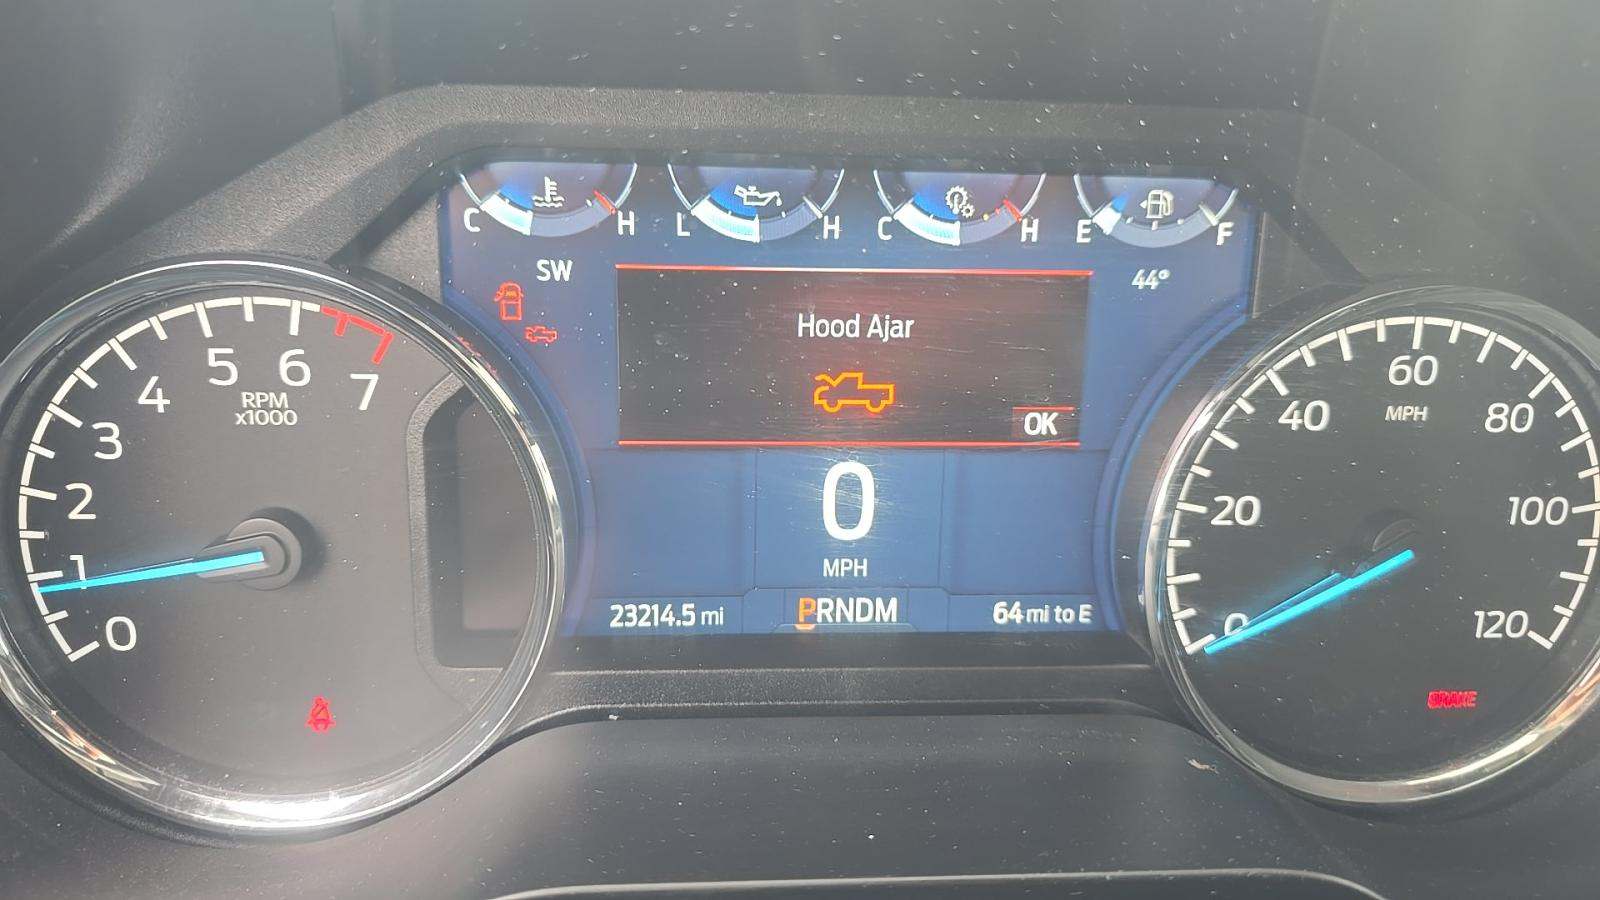 C H
L H
C H
E F
SW
44°
Hood Ajar
OK
0
MPH
23214.5 mi
PRNDM
64 mi to E
0
1
2
3
4
5
6
7
RPM
x1000
0
20
40
60
80
100
120
MPH
BRAKE